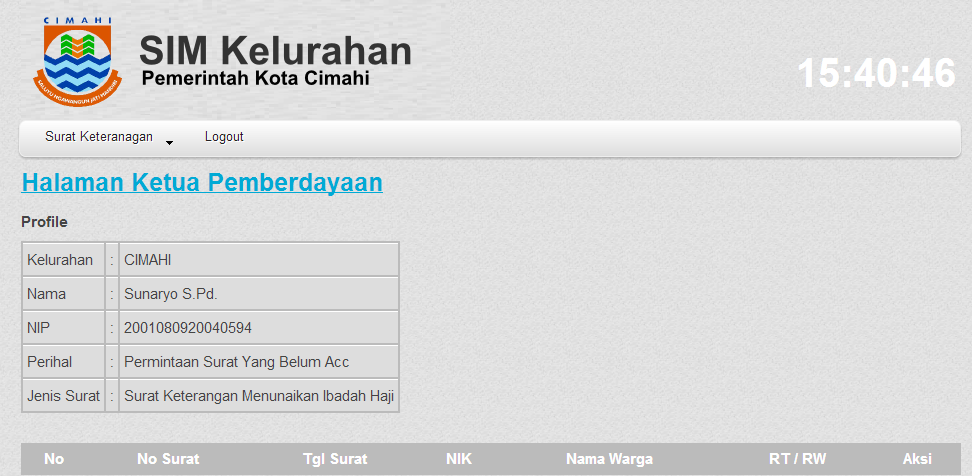 CIMAHI
SIM Kelurahan
Pemerintah Kota Cimahi
15:40:46
Surat Keteranagan Logout
Halaman Ketua Pemberdayaan
Profile
Kelurahan : CIMAHI
Nama : Sunaryo S.Pd.
NIP : 2001080920040594
Perihal : Permintaan Surat Yang Belum Acc
Jenis Surat : Surat Keterangan Menunaikan Ibadah Haji
No No Surat Tgl Surat NIK Nama Warga RT / RW Aksi